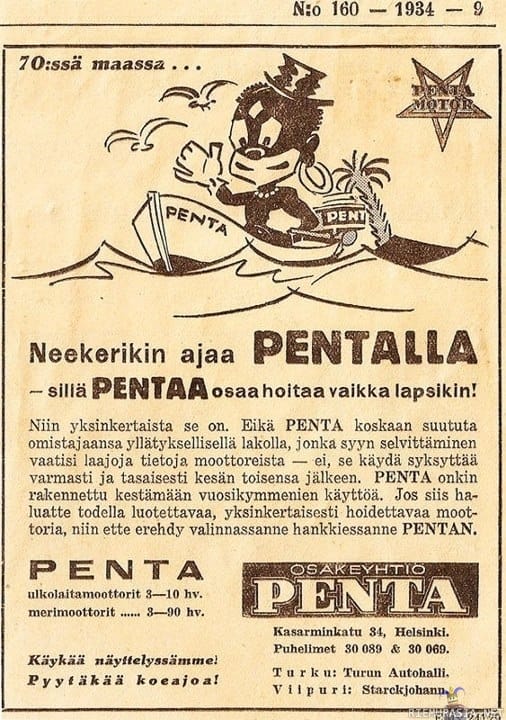 N:o 160 — 1934 — 9
70:ssä maassa . . .
PENTA
MOTOR
PENTA
PENT
Neekerikin ajaa PENTALLA
— sillä PENTAA osaa hoitaa vaikka lapsikin!
Niin yksinkertaista se on. Eikä PENTA koskaan suututa
omistajaansa yllätyksellisellä lakolla, jonka syyn selvittäminen
vaatisi laajoja tietoja moottoreista — ei, se käydä syksyttää
varmasti ja tasaisesti kesän toisensa jälkeen. PENTA onkin
rakennettu kestämään vuosikymmenien käyttöä. Jos siis ha-
luatte todella luotettavaa, yksinkertaisesti hoidettavaa moot-
toria, niin ette erehdy valinnassanne hankkiessanne PENTAN.
PENTA
ulkolaitamoottorit 3—10 hv.
merimoottorit ...... 3—90 hv.
Käykää näyttelyssämme!
Pyytäkää koeajoa!
OSAKEYHTIÖ
PENTA
Kasarminkatu 34, Helsinki.
Puhelimet 30 089 & 30 069.
Turku: Turun Autohalli.
Viipuri: Starckjohann
RIEMURASIA.NET